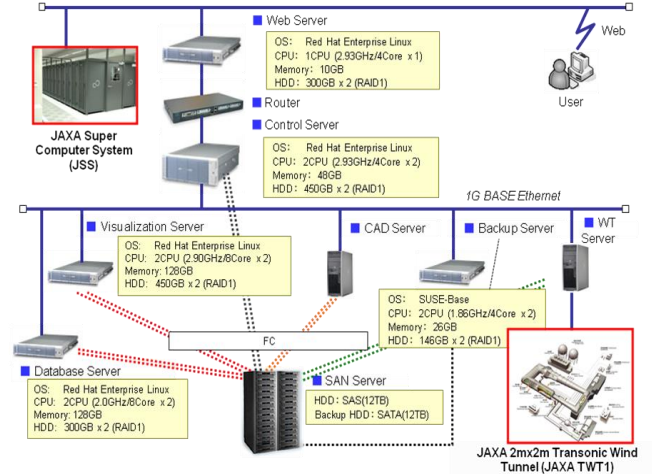 Web Server
OS: Red Hat Enterprise Linux
CPU: 1CPU (2.93GHz/4Core x 1)
Memory: 10GB
HDD: 300GB x 2 (RAID1)
Web
User
JAXA Super
Computer System
(JSS)
Router
Control Server
OS: Red Hat Enterprise Linux
CPU: 2CPU (2.93GHz/4Core x 2)
Memory: 48GB
HDD: 450GB x 2 (RAID1)
1G BASE Ethernet
Visualization Server
OS: Red Hat Enterprise Linux
CPU: 2CPU (2.90GHz/8Core x 2)
Memory: 128GB
HDD: 450GB x 2 (RAID1)
CAD Server
Backup Server
WT
Server
OS: SUSE-Base
CPU: 2CPU (1.86GHz/4Core x 2)
Memory: 26GB
HDD: 146GB x 2 (RAID1)
FC
Database Server
OS: Red Hat Enterprise Linux
CPU: 2CPU (2.0GHz/8Core x 2)
Memory: 128GB
HDD: 300GB x 2 (RAID1)
SAN Server
HDD: SAS(12TB)
Backup HDD: SATA(12TB)
JAXA 2mx2m Transonic Wind
Tunnel (JAXA TWT1)